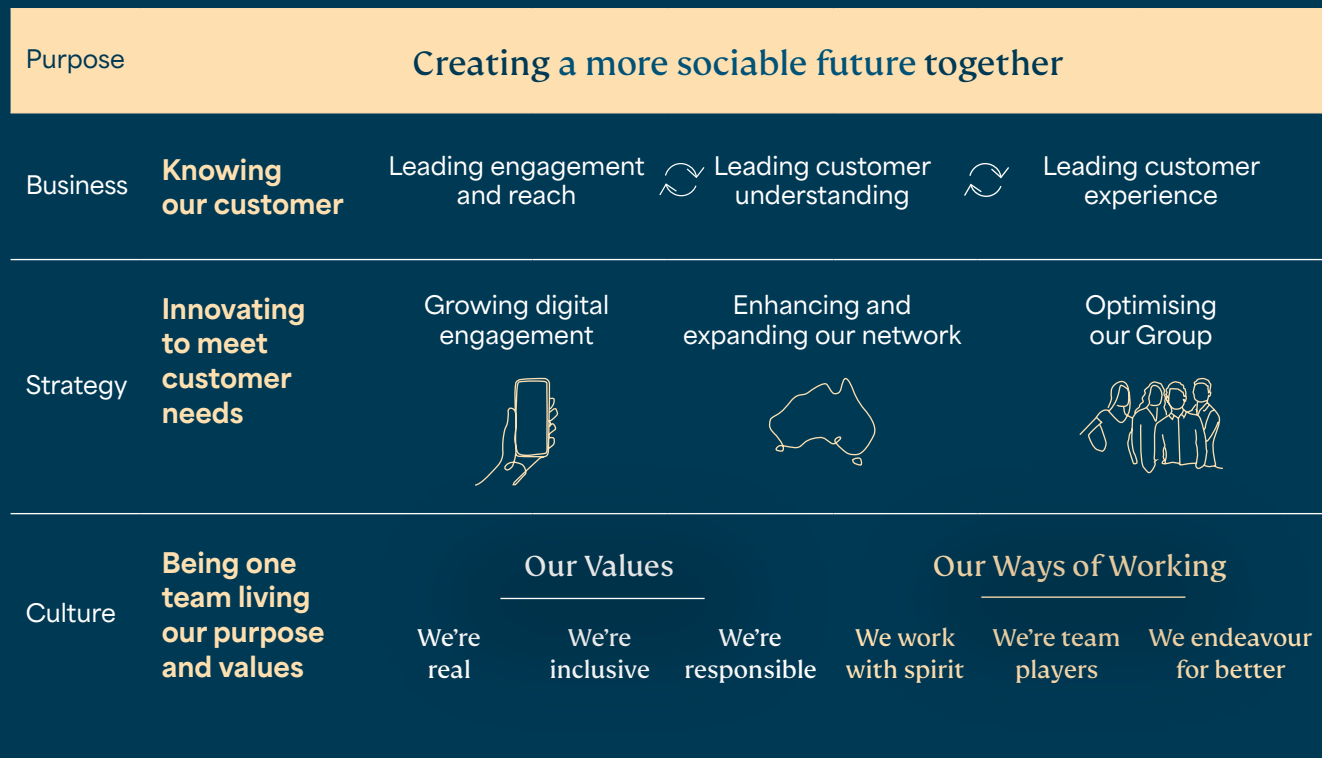 Purpose
Creating a more sociable future together
Business
Knowing
our customer
Leading engagement
and reach
Leading customer
understanding
Leading customer
experience
Strategy
Innovating
to meet
customer
needs
Growing digital
engagement
Enhancing and
expanding our network
Optimising
our Group
Culture
Being one
team living
our purpose
and values
Our Values
We're
real
We're
inclusive
We're
responsible
Our Ways of Working
We work
with spirit
We're team
players
We endeavour
for better